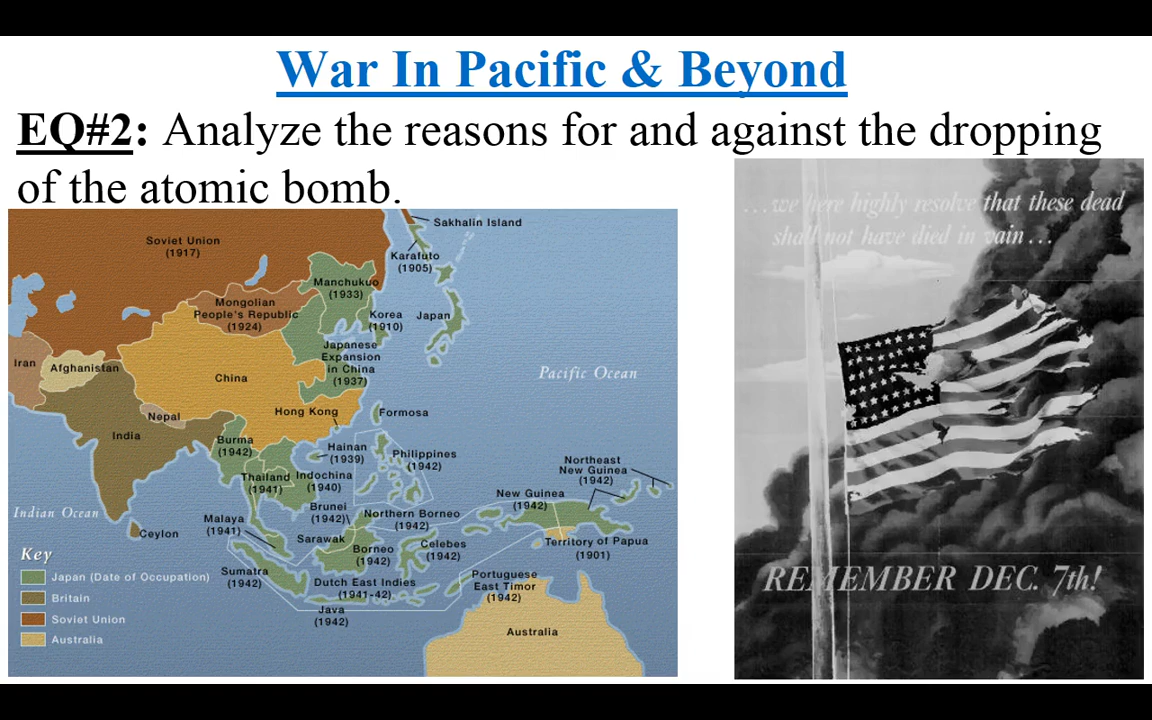 War In Pacific & Beyond
EQ#2: Analyze the reasons for and against the dropping
of the atomic bomb.
Sakhalin Island
Soviet Union
(1917)
Karafuto
(1905)
Manchukuo
(1933)
Mongolian
People's Republic
(1924)
Korea
(1910)
Japan
Japanese
Expansion
in China
(1937)
Iran
Afghanistan
China
Pacific Ocean
Nepal
Hong Kong
Formosa
India
Burma
(1942)
Hainan
(1939)
Philippines
(1942)
Thailand
(1941)
Indochina
(1940)
Northeast
New Guinea
(1942)
New Guinea
(1942)
Indian Ocean
Ceylon
Malaya
(1941)
Brunei
(1942)
Northern Borneo
(1942)
Sarawak
Borneo
(1942)
Celebes
(1942)
Territory of Papua
(1901)
Sumatra
(1942)
Dutch East Indies
(1941-42)
Java
(1942)
Portuguese
East Timor
(1942)
Australia
Key
Japan (Date of Occupation)
Britain
Soviet Union
Australia
...we here highly resolve that these dead
shall not have died in vain...
REMEMBER DEC. 7th!